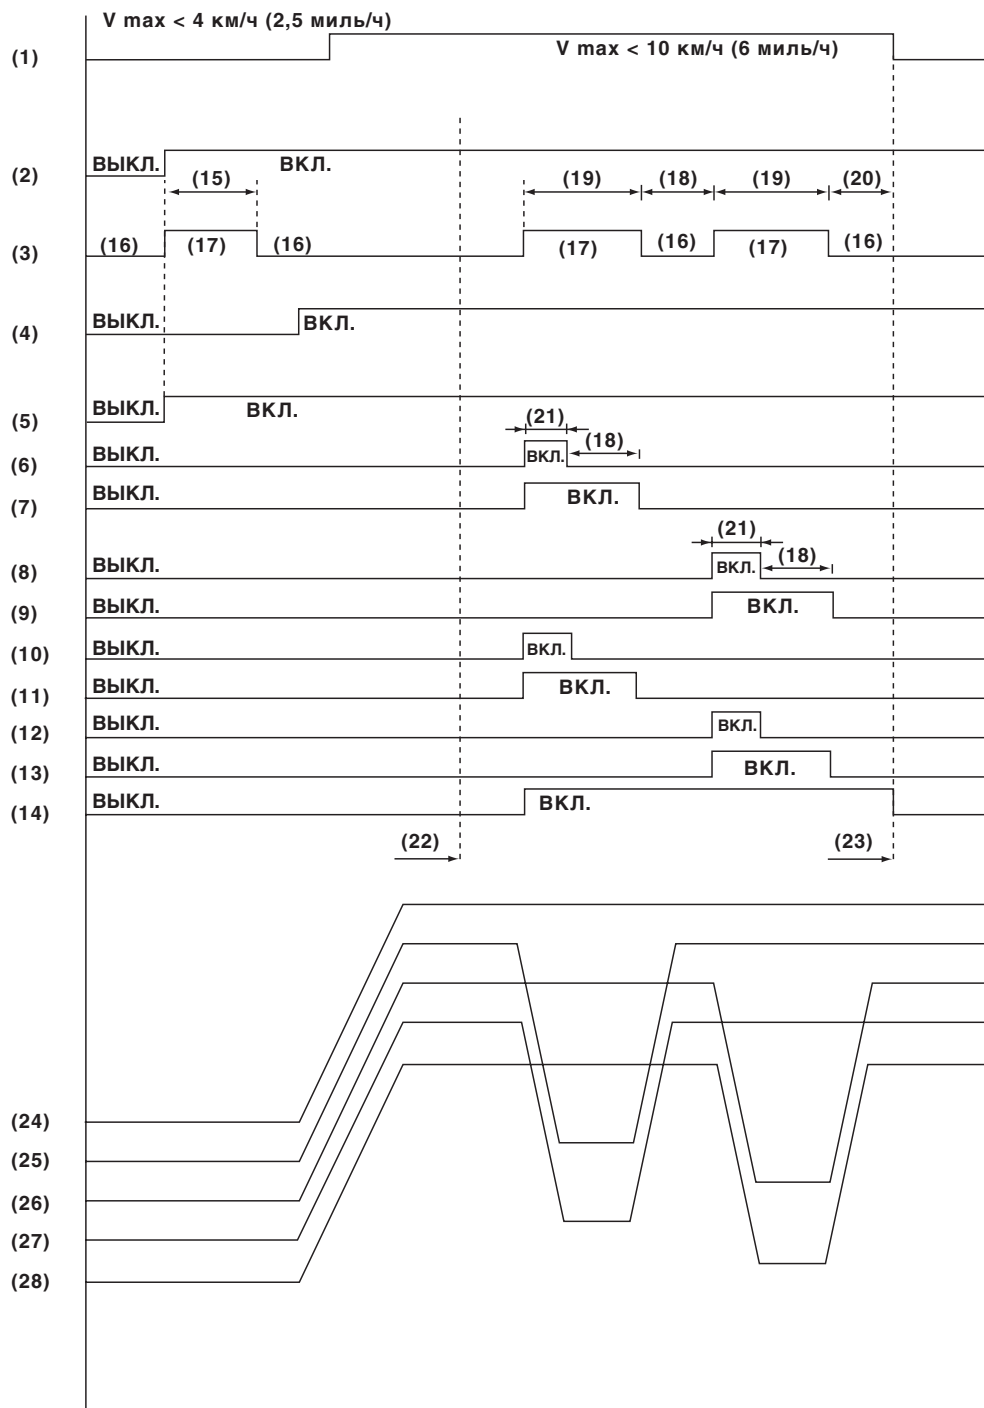 V max < 4 км/ч (2,5 миль/ч)
(1)
V max < 10 км/ч (6 миль/ч)
(2)
ВЫКЛ.
ВКЛ.
(15)
(19)
(18)
(19)
(20)
(3)
(16)
(17)
(16)
(17)
(16)
(17)
(16)
(4)
ВЫКЛ.
ВКЛ.
(5)
ВЫКЛ.
ВКЛ.
(21)
(6)
ВЫКЛ.
ВКЛ.
(18)
(7)
ВЫКЛ.
ВКЛ.
(21)
(8)
ВЫКЛ.
ВКЛ.
(18)
(9)
ВЫКЛ.
ВКЛ.
(10)
ВЫКЛ.
ВКЛ.
(11)
ВЫКЛ.
ВКЛ.
(12)
ВЫКЛ.
ВКЛ.
(13)
ВЫКЛ.
ВКЛ.
(14)
ВЫКЛ.
ВКЛ.
(22)
(23)
(24)
(25)
(26)
(27)
(28)